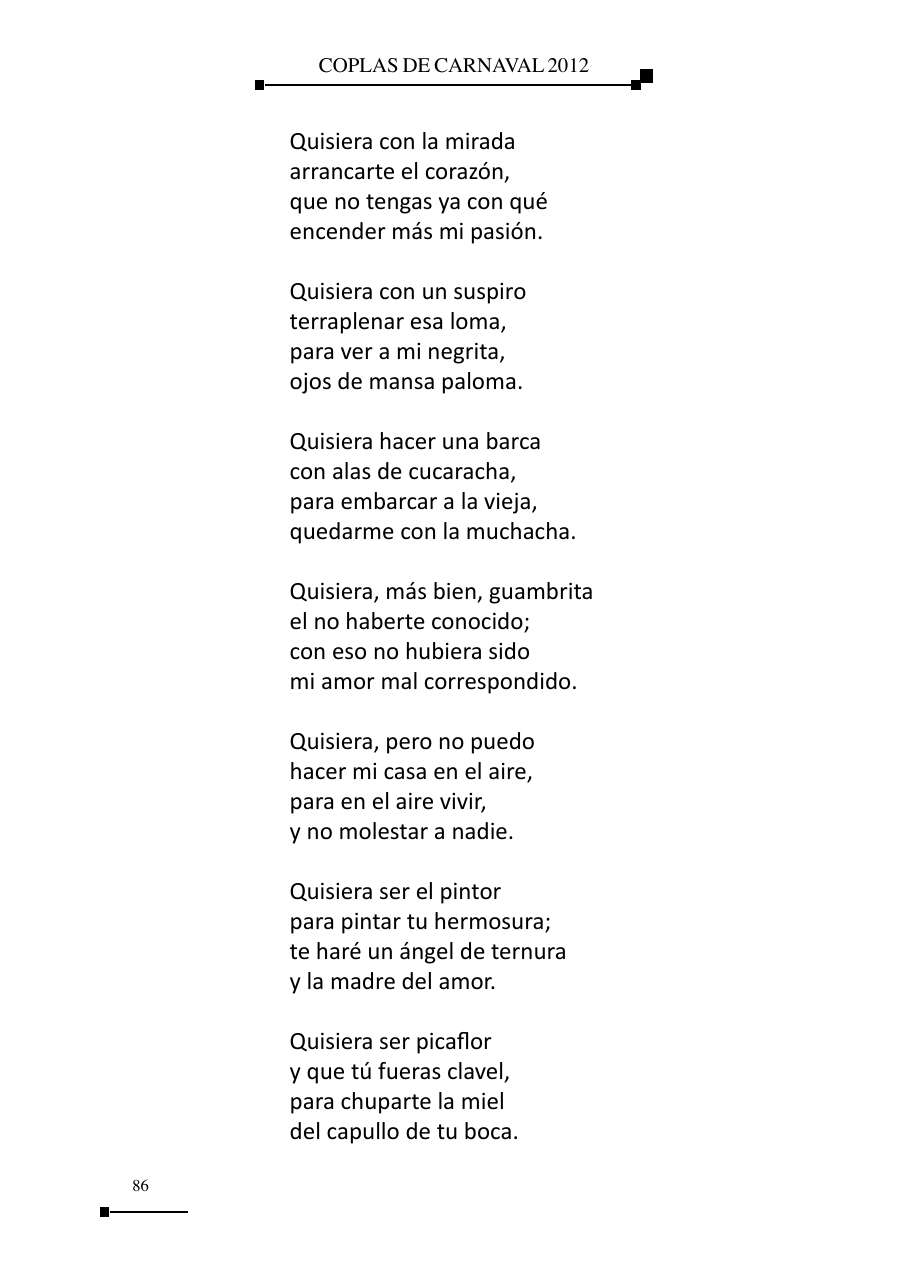 COPLAS DE CARNAVAL 2012
Quisiera con la mirada
arrancarte el corazón,
que no tengas ya con qué
encender más mi pasión.
Quisiera con un suspiro
terraplenar esa loma,
para ver a mi negrita,
ojos de mansa paloma.
Quisiera hacer una barca
con alas de cucaracha,
para embarcar a la vieja,
quedarme con la muchacha.
Quisiera, más bien, guambrita
el no haberte conocido;
con eso no hubiera sido
mi amor mal correspondido.
Quisiera, pero no puedo
hacer mi casa en el aire,
para en el aire vivir,
y no molestar a nadie.
Quisiera ser el pintor
para pintar tu hermosura;
te haré un ángel de ternura
y la madre del amor.
Quisiera ser picaflor
y que tú fueras clavel,
para chuparte la miel
del capullo de tu boca.
86